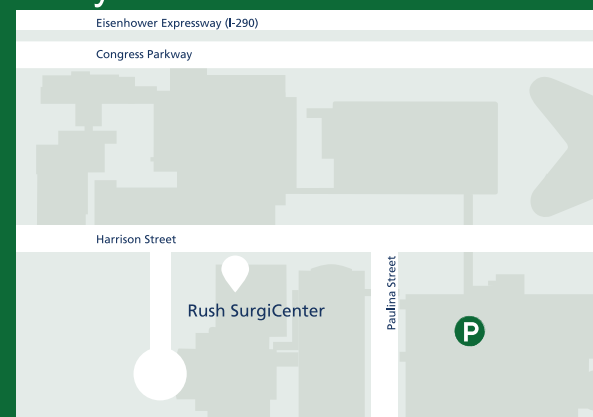 Eisenhower Expressway (I-290)
Congress Parkway
Harrison Street
Paulina Street
Rush SurgiCenter
P